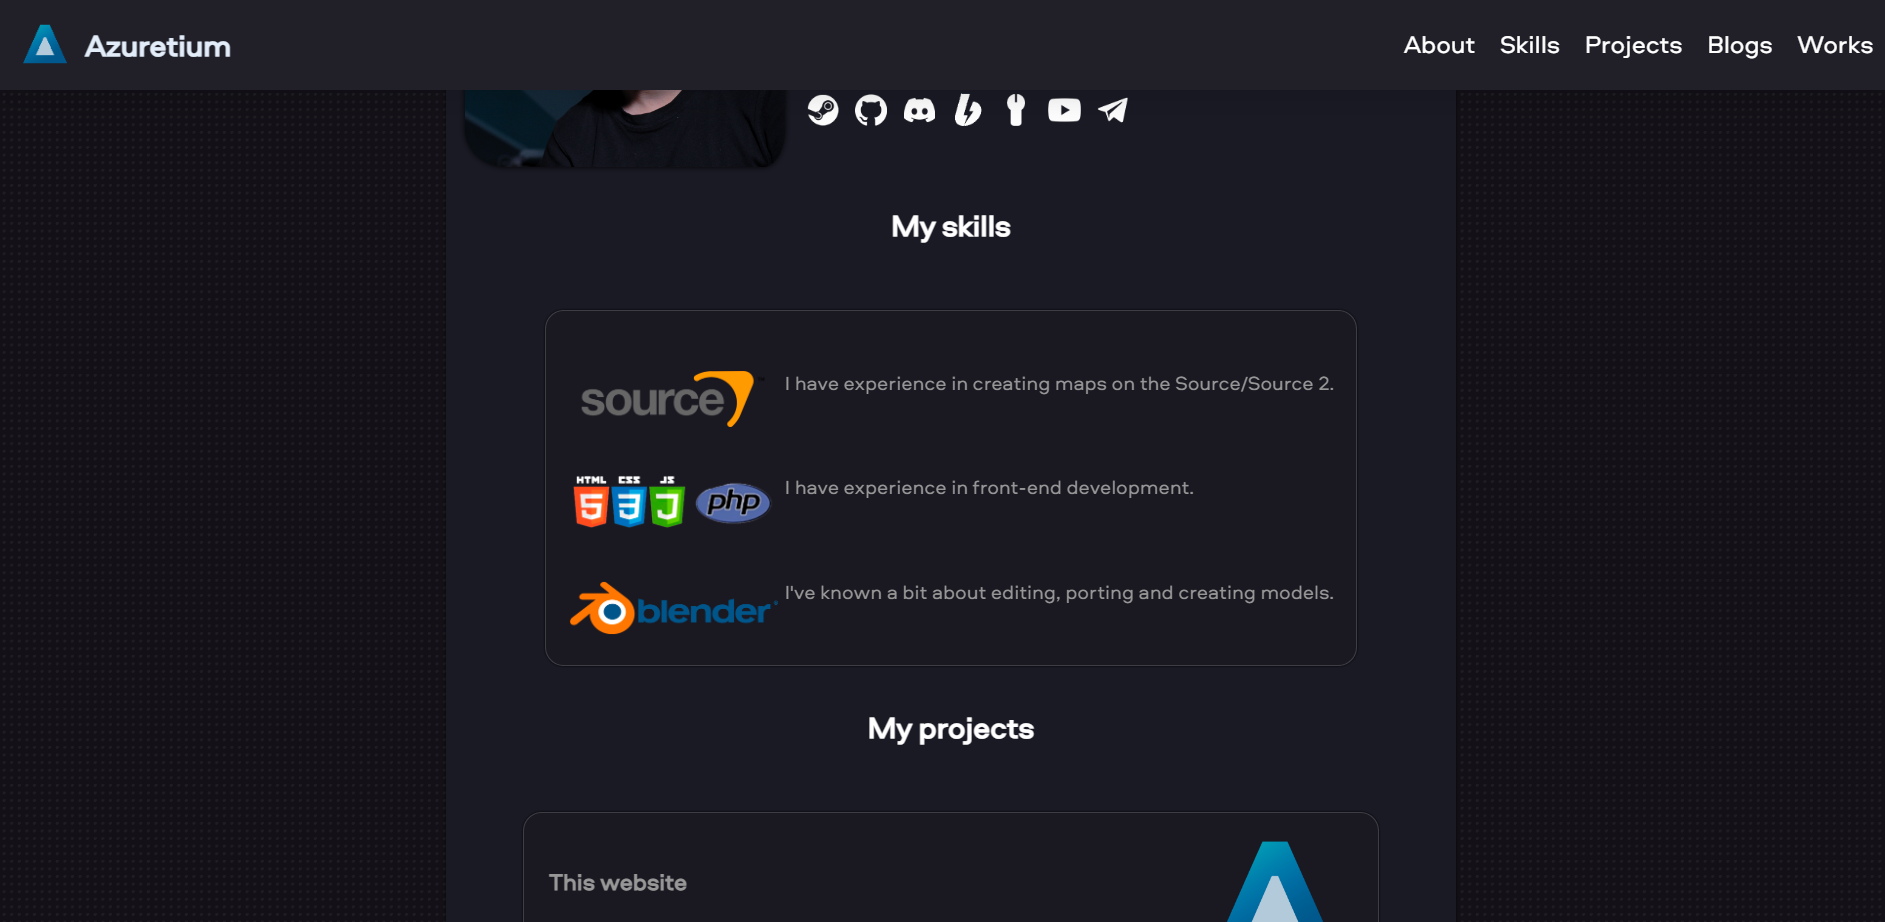 Azuretium
About Skills Projects Blogs Works
My skills
source
I have experience in creating maps on the Source/Source 2.
HTML CSS JS
5 3 J php
I have experience in front-end development.
blender
I've known a bit about editing, porting and creating models.
My projects
This website